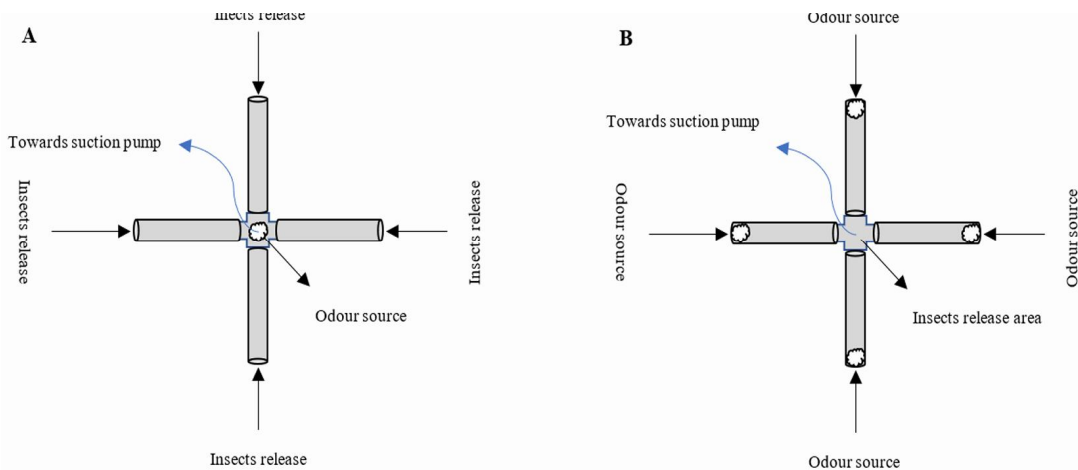 Insects release
Odour source
A
B
Towards suction pump
Towards suction pump
Insects release
Insects release
Odour source
Odour source
Odour source
Insects release area
Insects release
Odour source